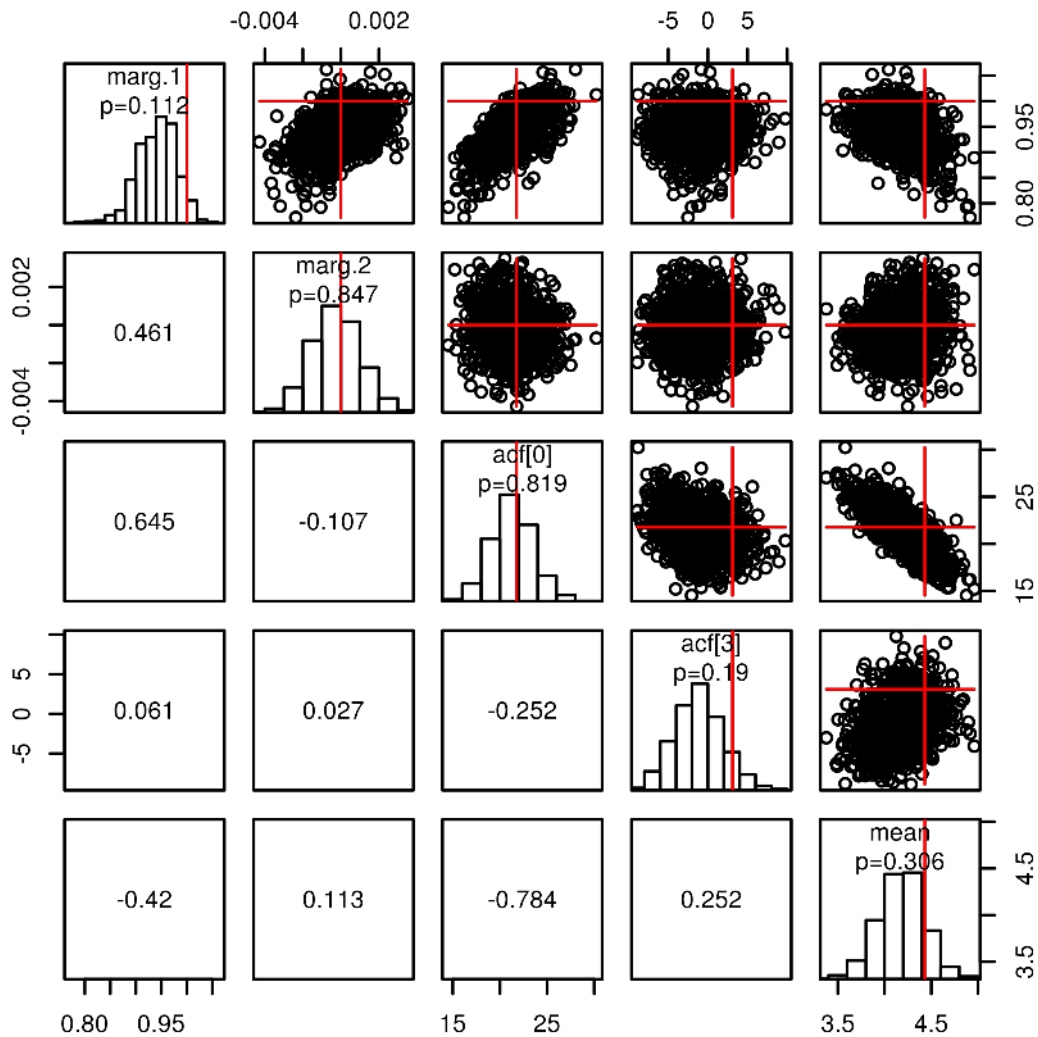 -0.004 0.002 -5 0 5
marg.1
p=0.112
0.95
0.80
marg.2
p=0.847
0.002
-0.004
0.461
acf[0]
p=0.819
0.645 -0.107
25
15
acf[3]
p=0.19
5
0
-5
0.061 0.027 -0.252
mean
p=0.306
-0.42 0.113 -0.784 0.252
4.5
3.5
0.80 0.95 15 25 3.5 4.5